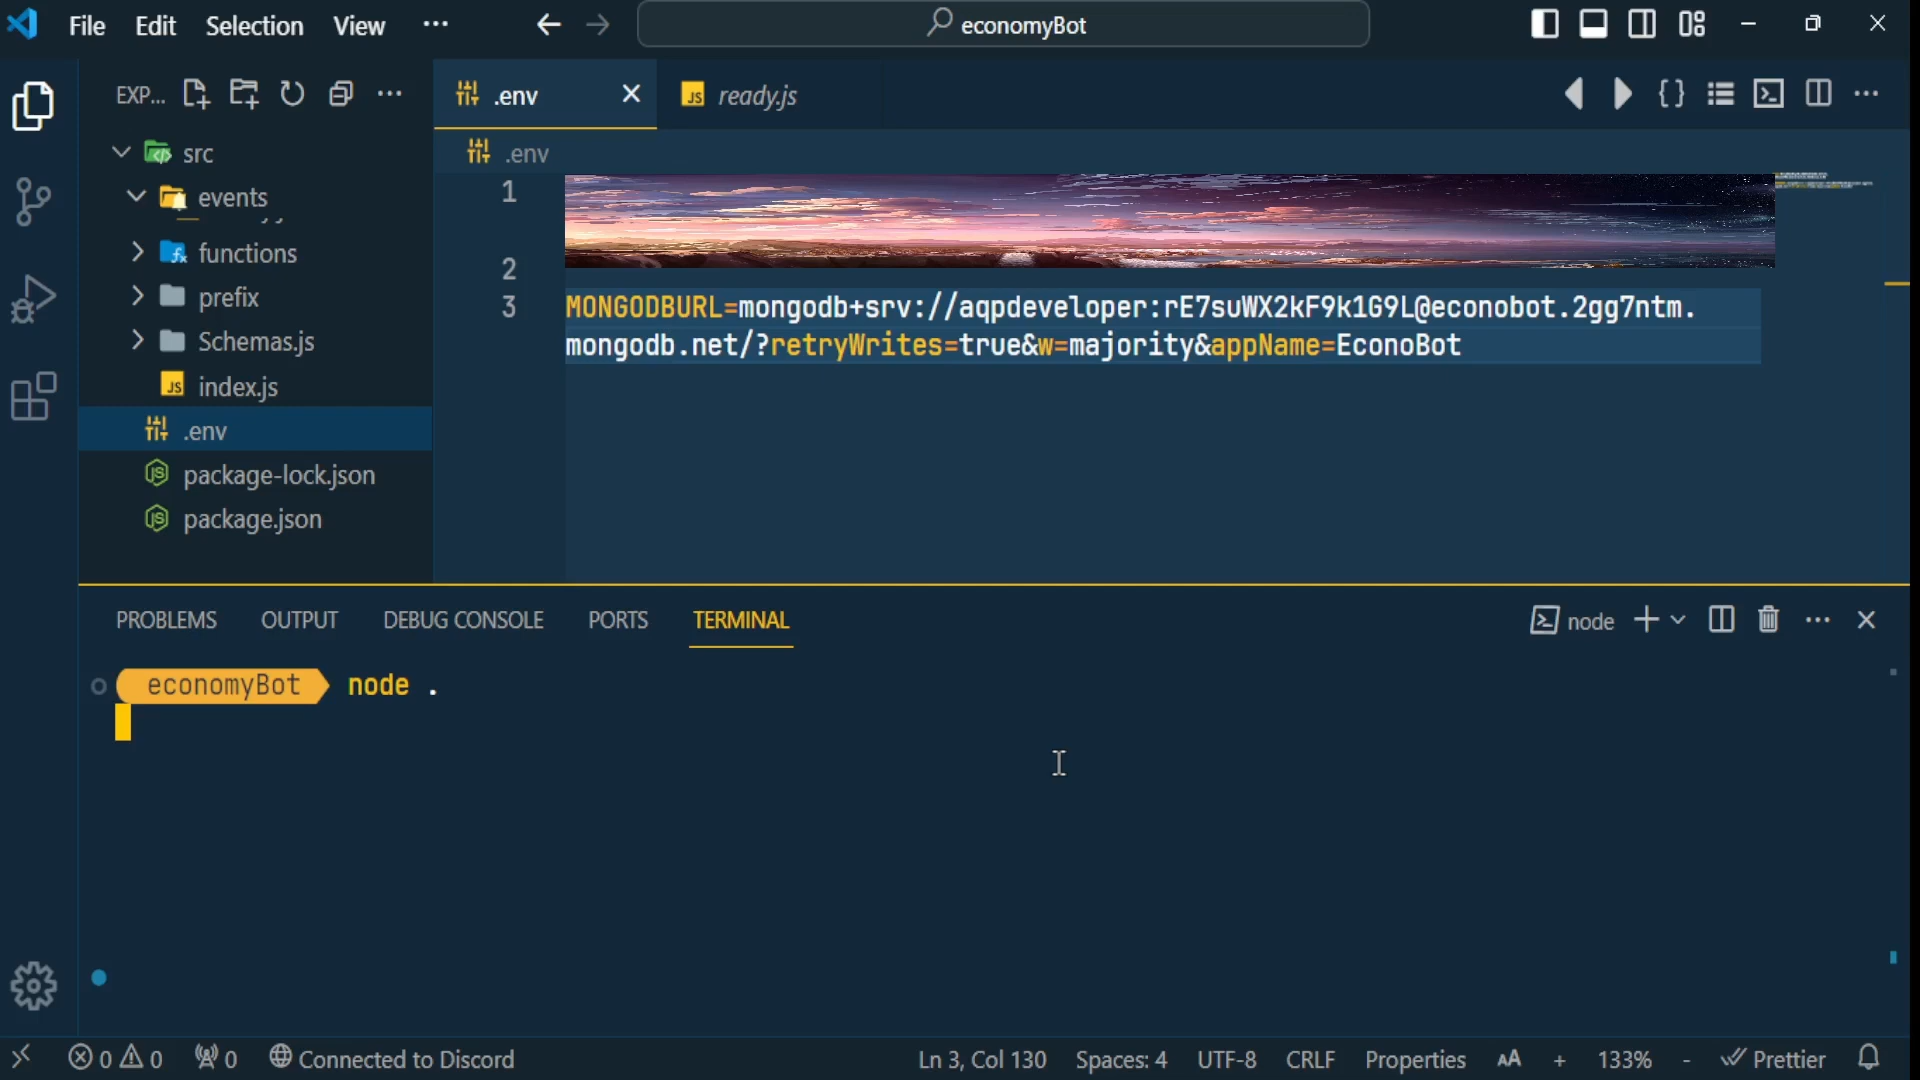 File Edit Selection View ··· economyBot
EXP... ···
.env ready.js
src
.env
events
functions
prefix
Schemas.js
index.js
.env
package-lock.json
package.json
1
2
3 MONGODBURL=mongodb+srv://aqpdeveloper:rE7suWX2kF9k1G9L@econobot.2gg7ntm.
mongodb.net/?retryWrites=true&w=majority&appName=EconoBot
PROBLEMS OUTPUT DEBUG CONSOLE PORTS TERMINAL node
economyBot node .
0 0 0 Connected to Discord Ln 3, Col 130 Spaces: 4 UTF-8 CRLF Properties AA + 133% - Prettier